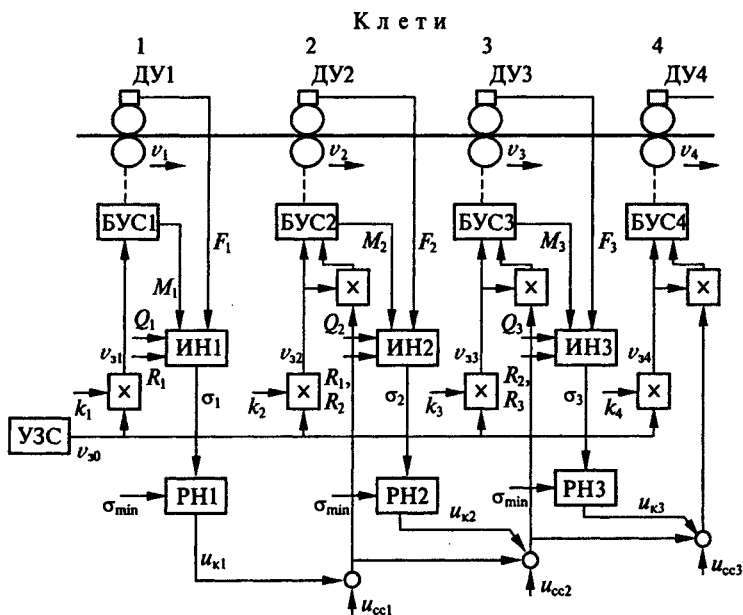 Клети
1 2 3 4
ДУ1 ДУ2 ДУ3 ДУ4
v₁ v₂ v₃ v₄
БУС1 БУС2 БУС3 БУС4
F₁ F₂ F₃
M₁ M₂ M₃
× × ×
Q₁ Q₂ Q₃
ИН1 ИН2 ИН3
vз1 vз2 vз3 vз4
R₁ R₁, R₂ R₂, R₃
× × × ×
k₁ k₂ k₃ k₄
σ₁ σ₂ σ₃
УЗС
vз0
σmin РН1 σmin РН2 σmin РН3
uк1 uк2 uк3
uсс1 uсс2 uсс3